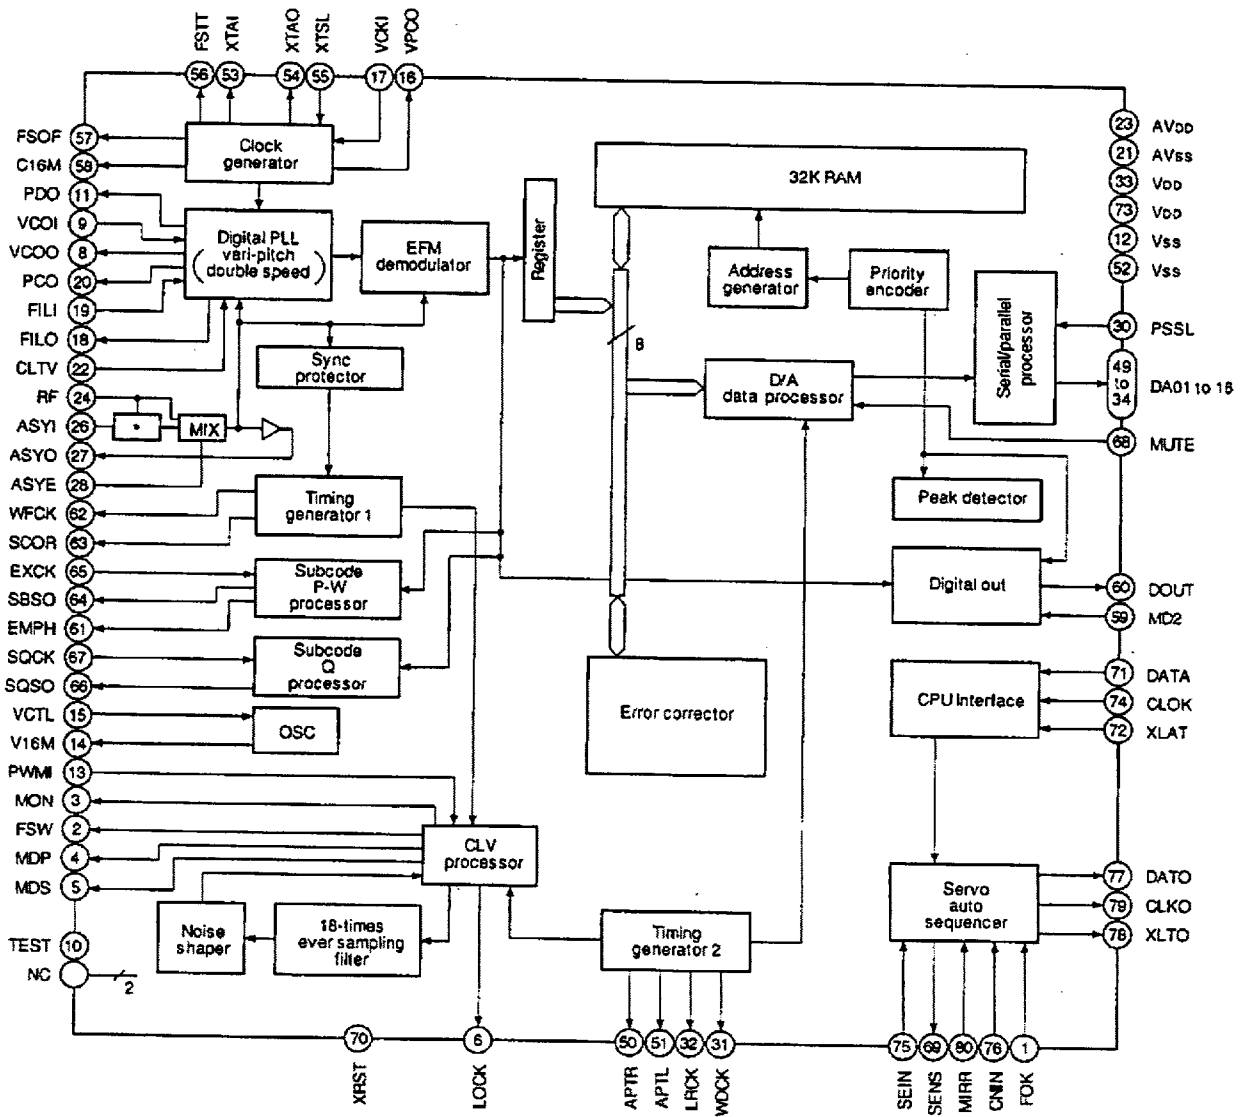 FSTT
XTAI
XTAO
XTSL
VCKI
VPCO
56
53
54
55
17
16
FSOF 57
C16M 58
PDO 11
VCOI 9
VCOO 8
PCO 20
FILI 19
FILO 18
CLTV 22
RF 24
ASYI 26
ASYO 27
ASYE 28
WFCK 62
SCOR 63
EXCK 65
SBSO 64
EMPH 61
SQCK 67
SQSO 66
VCTL 15
V16M 14
PWMI 13
MON 3
FSW 2
MDP 4
MDS 5
TEST 10
NC
2
Clock
generator
Digital PLL
vari-pitch
double speed
EFM
demodulator
Register
Sync
protector
*
MIX
Timing
generator 1
Subcode
P-W
processor
Subcode
Q
processor
OSC
CLV
processor
Noise
shaper
18-times
ever sampling
filter
32K RAM
Address
generator
Priority
encoder
Serial/parallel
processor
8
D/A
data processor
Peak detector
Digital out
Error corrector
CPU Interface
Servo
auto
sequencer
Timing
generator 2
23 AVDD
21 AVSS
33 VDD
73 VDD
12 VSS
52 VSS
30 PSSL
49
to
34
DA01 to 16
68 MUTE
60 DOUT
59 MD2
71 DATA
74 CLOK
72 XLAT
77 DATO
79 CLKO
78 XLTO
70
6
50
51
32
31
75
69
80
76
1
XRST
LOCK
APTR
APTL
LRCK
WDCK
SEIN
SENS
MIRR
CNIN
FOK